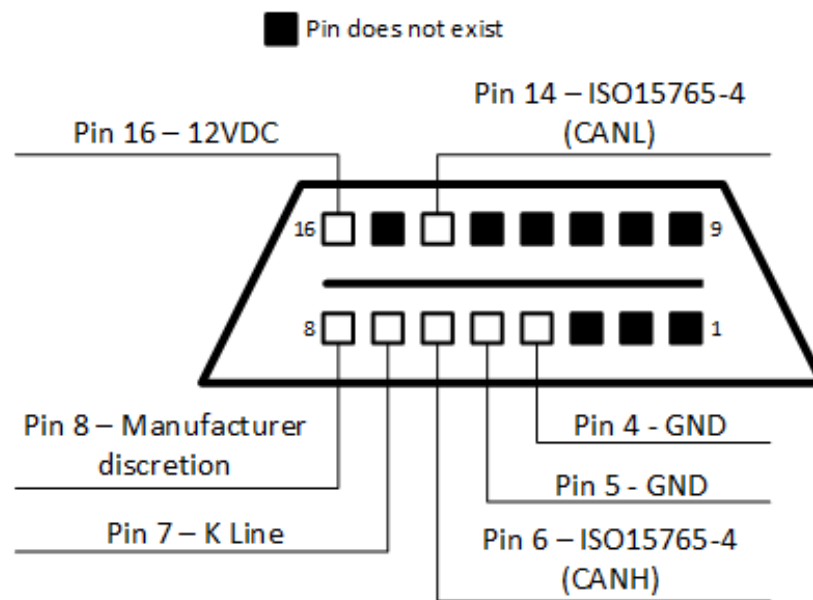 Pin does not exist
Pin 14 – ISO15765-4
(CANL)
Pin 16 – 12VDC
16
9
8
1
Pin 8 – Manufacturer
discretion
Pin 4 - GND
Pin 5 - GND
Pin 7 – K Line
Pin 6 – ISO15765-4
(CANH)